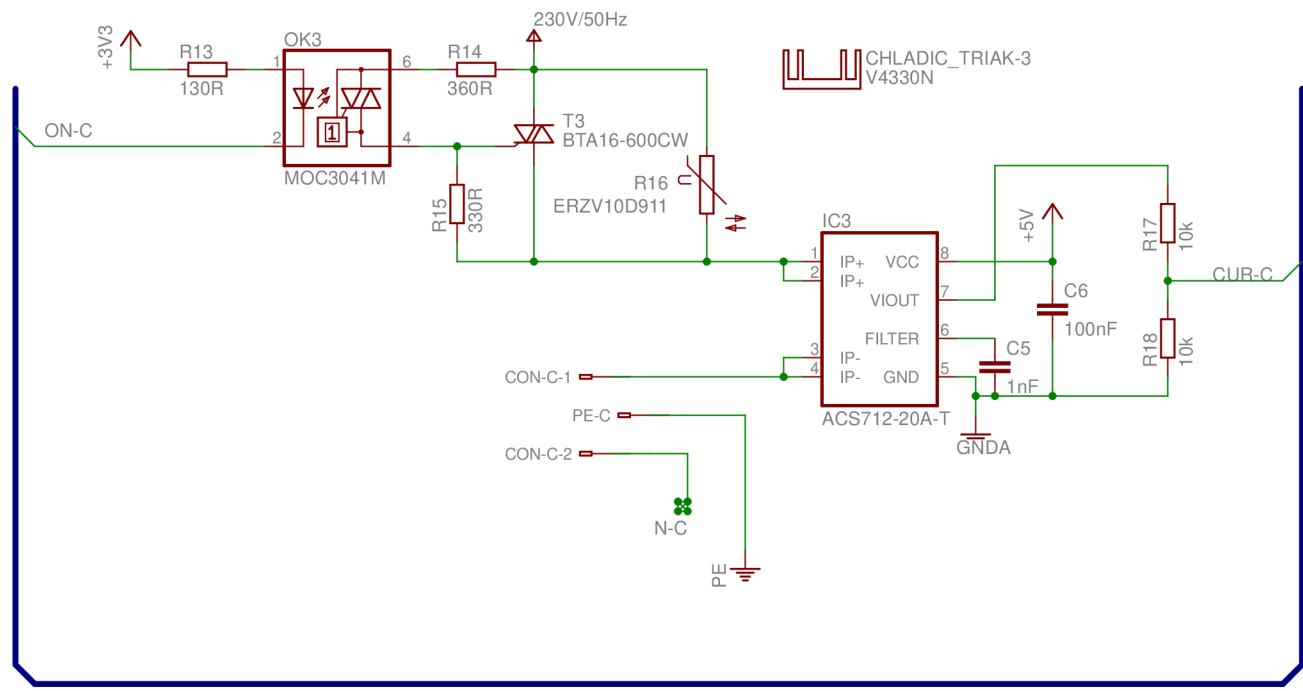 230V/50Hz
+3V3
R13
130R
OK3
1
6
R14
360R
1
2
4
MOC3041M
ON-C
T3
BTA16-600CW
CHLADIC_TRIAK-3
V4330N
R15
330R
R16
ERZV10D911
IC3
1
IP+
VCC
8
2
IP+
VIOUT
7
FILTER
6
3
IP-
4
IP-
GND
5
ACS712-20A-T
+5V
C6
100nF
C5
1nF
GNDA
R17
10k
CUR-C
R18
10k
CON-C-1
PE-C
CON-C-2
N-C
PE